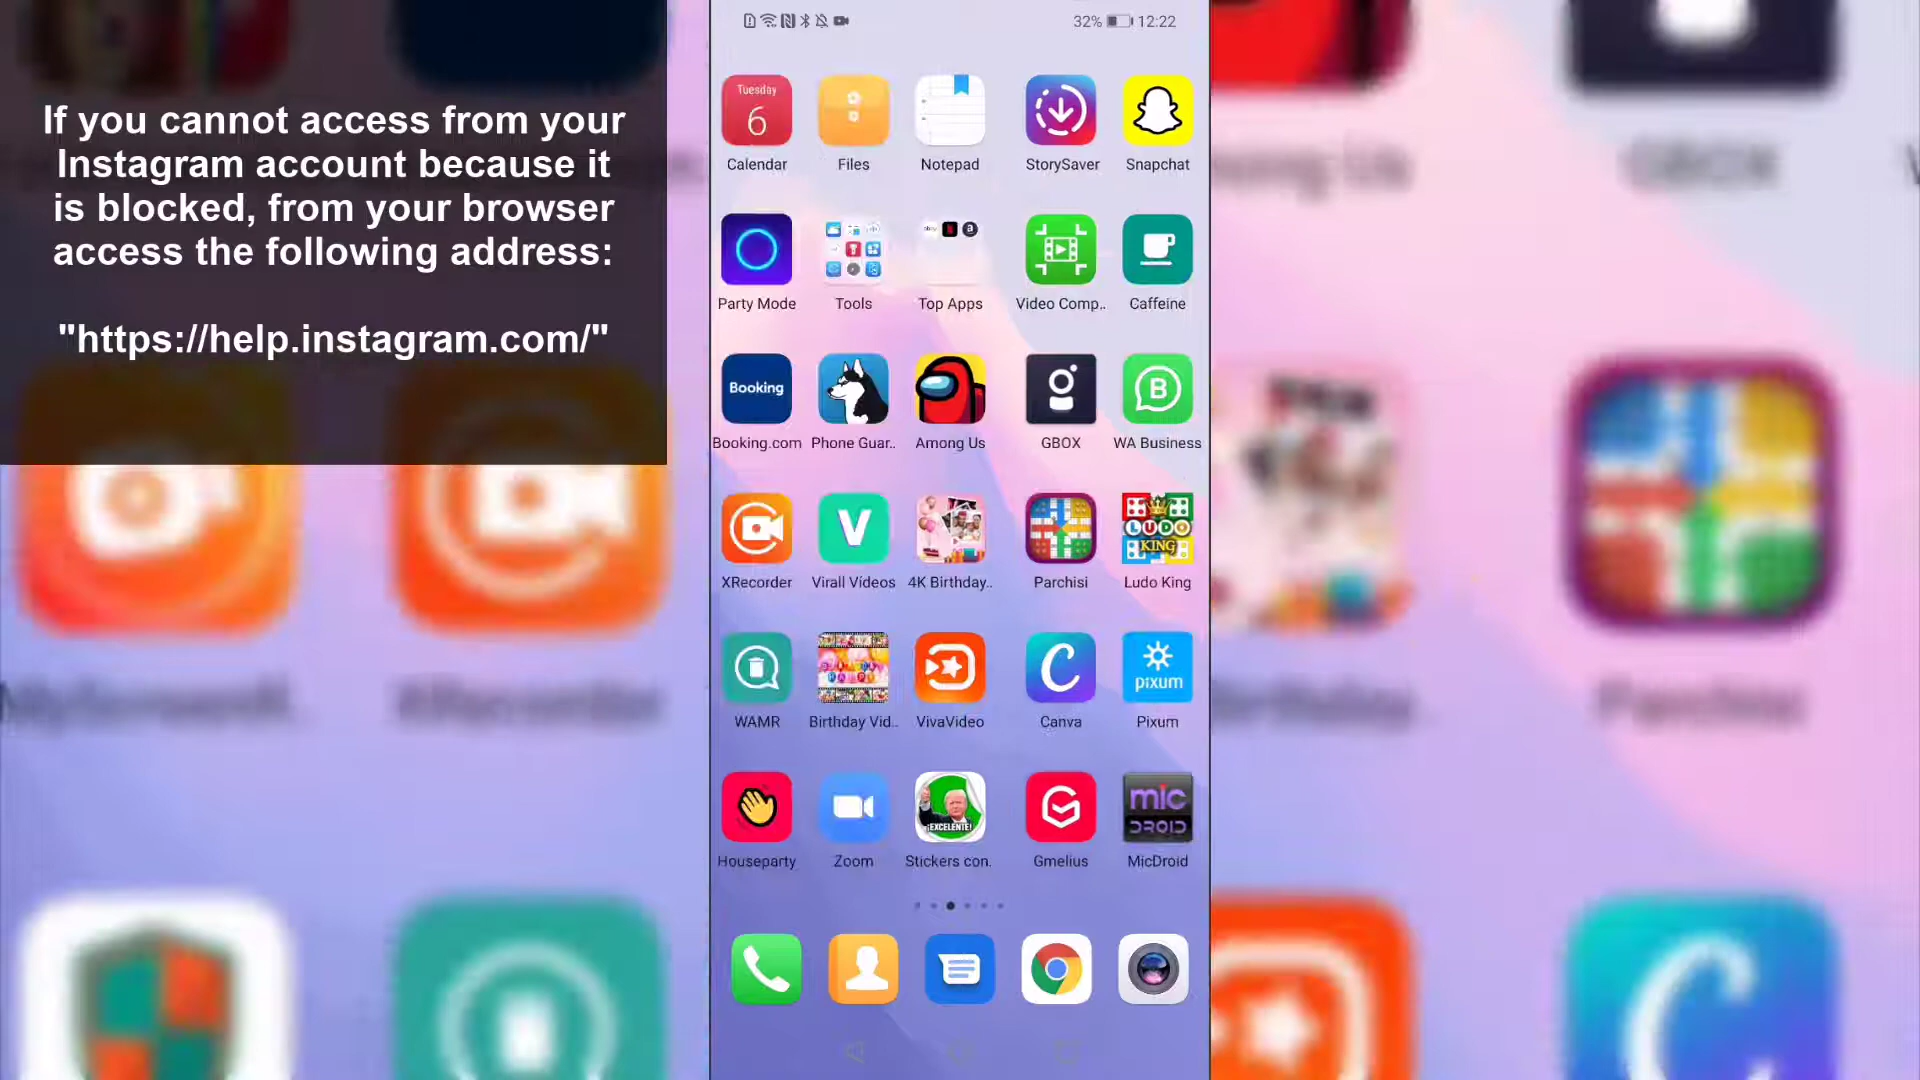 If you cannot access from your
Instagram account because it
is blocked, from your browser
access the following address:
"https://help.instagram.com/"
32% 12:22
Tuesday
6
Calendar Files Notepad StorySaver Snapchat
Party Mode Tools Top Apps Video Comp.. Caffeine
Booking
B
Booking.com Phone Guar.. Among Us GBOX WA Business
V
LUDO
KING
XRecorder Virall Videos 4K Birthday.. Parchisi Ludo King
C
pixum
WAMR Birthday Vid.. VivaVideo Canva Pixum
¡EXCELENTE!
mic
DROID
Houseparty Zoom Stickers con. Gmelius MicDroid